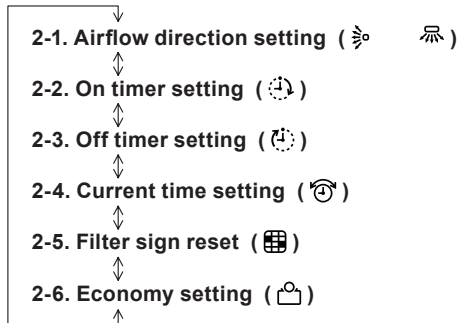 2-1. Airflow direction setting ( )
2-2. On timer setting ( )
2-3. Off timer setting ( )
2-4. Current time setting ( )
2-5. Filter sign reset ( )
2-6. Economy setting ( )